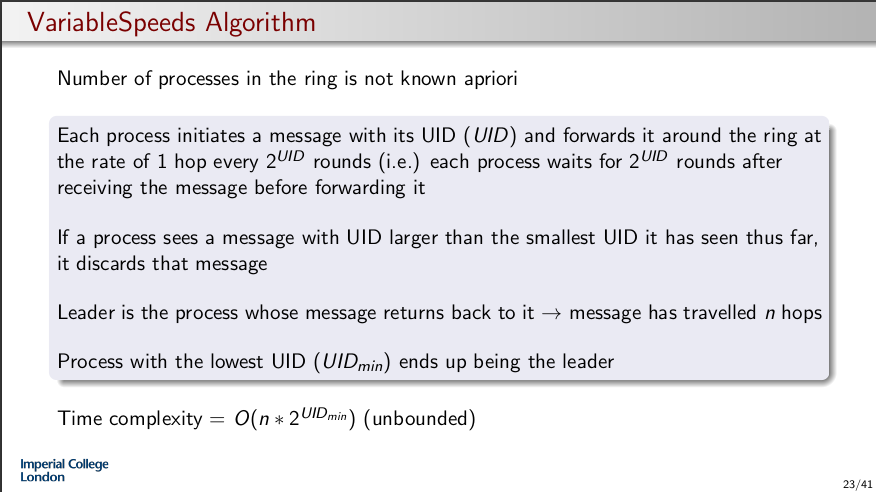 VariableSpeeds Algorithm
Number of processes in the ring is not known apriori
Each process initiates a message with its UID (UID) and forwards it around the ring at
the rate of 1 hop every 2^UID rounds (i.e.) each process waits for 2^UID rounds after
receiving the message before forwarding it
If a process sees a message with UID larger than the smallest UID it has seen thus far,
it discards that message
Leader is the process whose message returns back to it → message has travelled n hops
Process with the lowest UID (UID_min) ends up being the leader
Time complexity = O(n ∗ 2^UID_min) (unbounded)
Imperial College
London
23/41